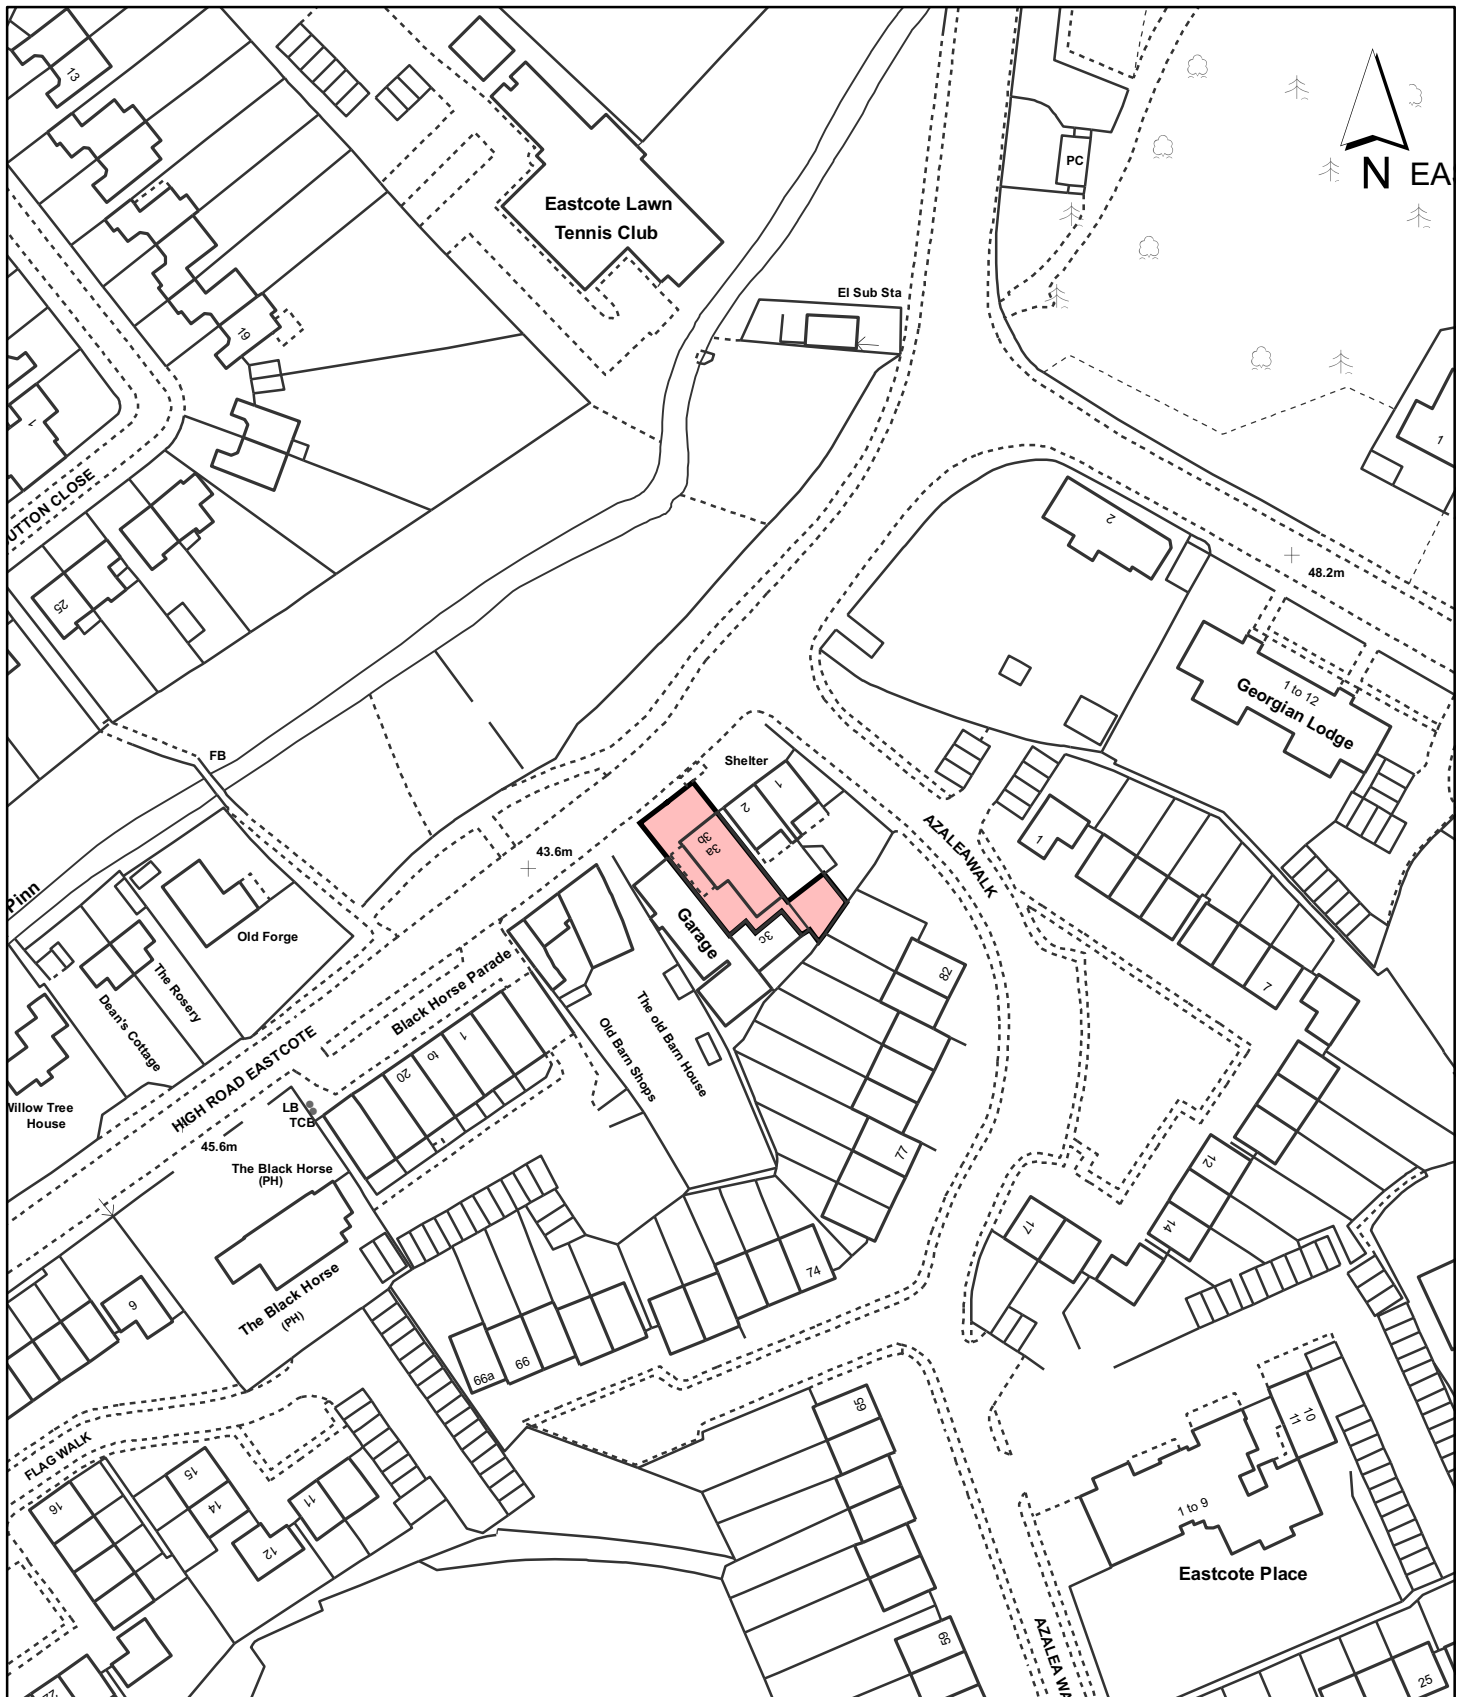 13
PC
N EA
Eastcote Lawn
Tennis Club
El Sub Sta
19
1
1
UTTON CLOSE
2
48.2m
25
1 to 12
Georgian Lodge
FB
Shelter
1
2
3b
3a
43.6m
AZALEA WALK
1
Pinn
Old Forge
Garage
3c
82
The Rosery
Dean's Cottage
Black Horse Parade
7
The old Barn House
Old Barn Shops
1
to
20
HIGH ROAD EASTCOTE
Willow Tree
House
LB
TCB
45.6m
The Black Horse
(PH)
77
12
14
17
The Black Horse
(PH)
9
74
66
66a
65
10
11
FLAG WALK
15
14
16
11
12
1 to 9
Eastcote Place
59
AZALEA WA
22
25